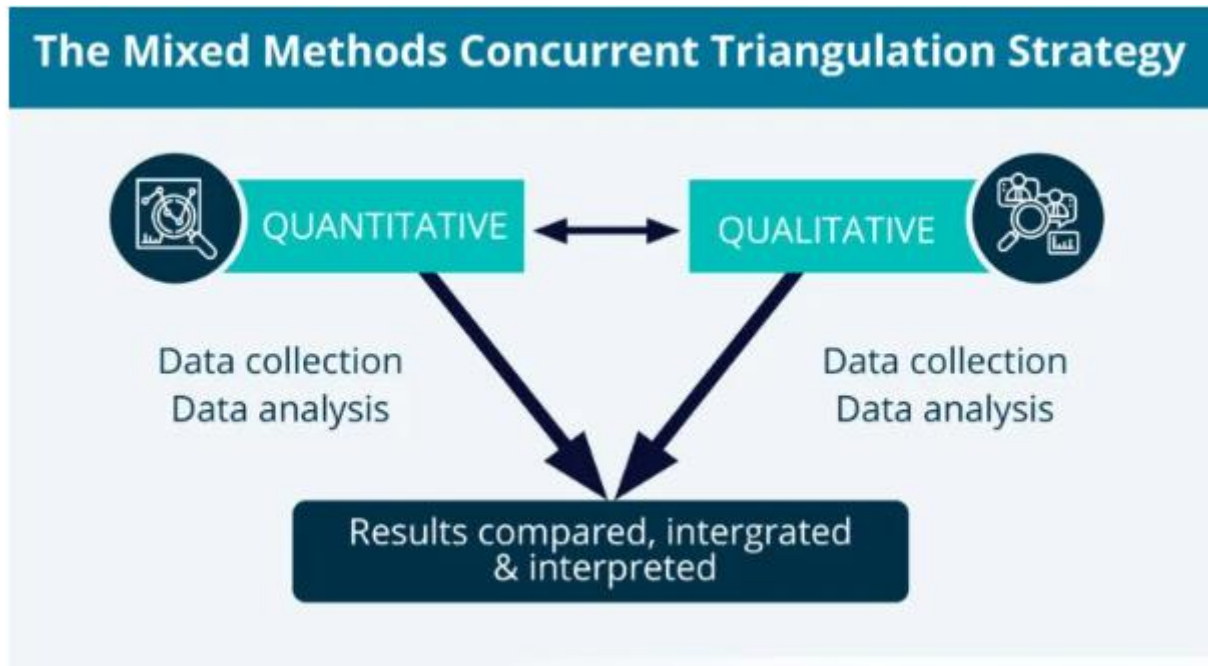 The Mixed Methods Concurrent Triangulation Strategy
QUANTITATIVE
QUALITATIVE
Data collection
Data analysis
Data collection
Data analysis
Results compared, intergrated
& interpreted